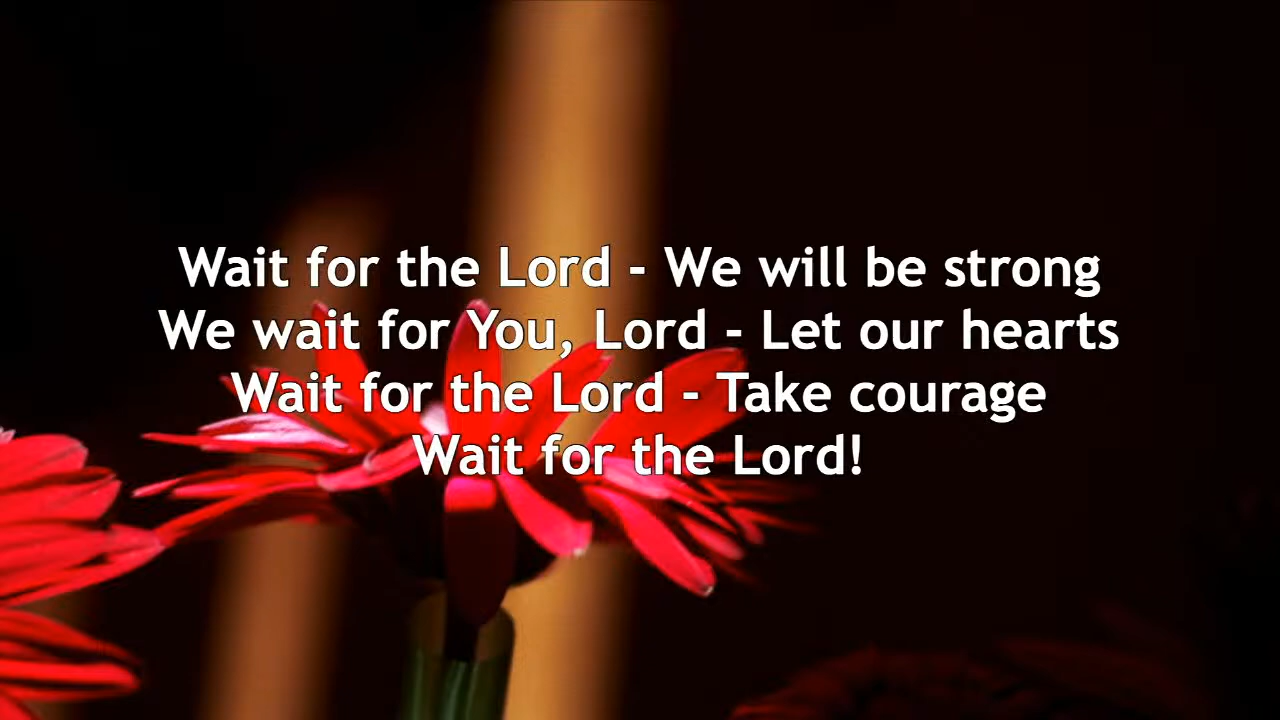 Wait for the Lord - We will be strong
We wait for You, Lord - Let our hearts
Wait for the Lord - Take courage
Wait for the Lord!